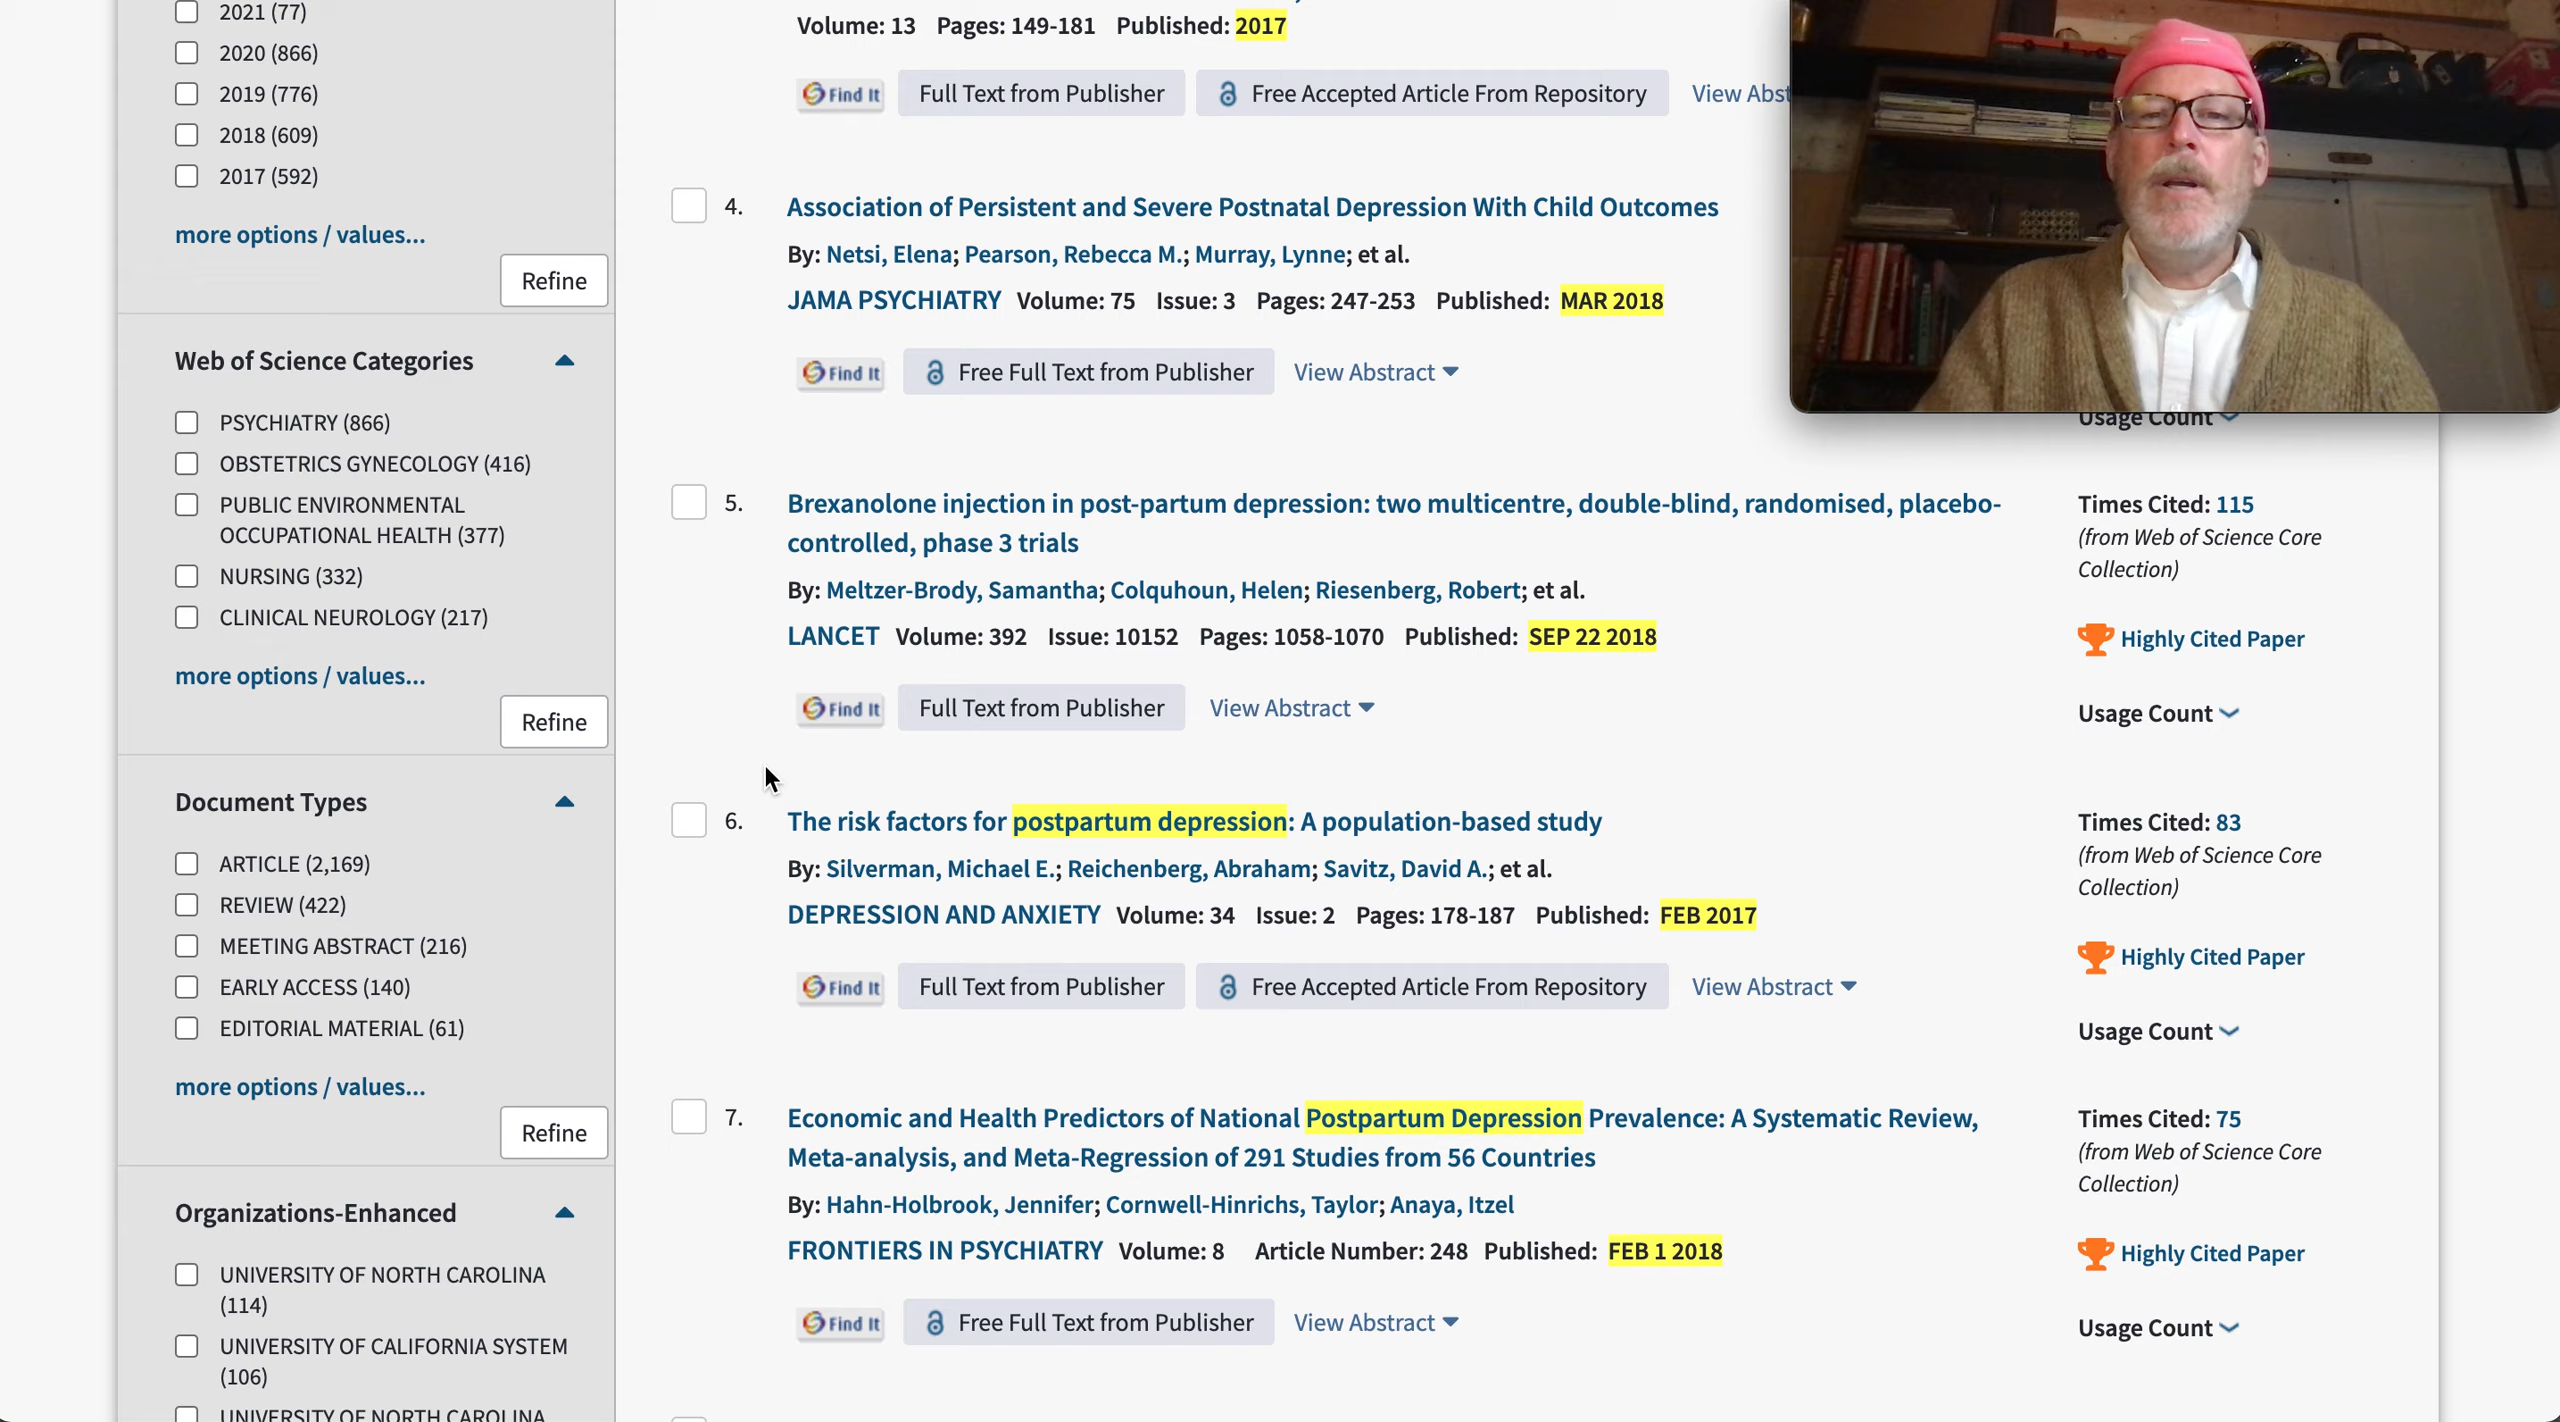 2021 (77)
2020 (866)
2019 (776)
2018 (609)
2017 (592)
more options / values...
Refine
Web of Science Categories
PSYCHIATRY (866)
OBSTETRICS GYNECOLOGY (416)
PUBLIC ENVIRONMENTAL
OCCUPATIONAL HEALTH (377)
NURSING (332)
CLINICAL NEUROLOGY (217)
more options / values...
Refine
Document Types
ARTICLE (2,169)
REVIEW (422)
MEETING ABSTRACT (216)
EARLY ACCESS (140)
EDITORIAL MATERIAL (61)
more options / values...
Refine
Organizations-Enhanced
UNIVERSITY OF NORTH CAROLINA
(114)
UNIVERSITY OF CALIFORNIA SYSTEM
(106)
UNIVERSITY OF NORTH CAROLINA
Volume: 13 Pages: 149-181 Published: 2017
Find It Full Text from Publisher Free Accepted Article From Repository View Abst
4. Association of Persistent and Severe Postnatal Depression With Child Outcomes
By: Netsi, Elena; Pearson, Rebecca M.; Murray, Lynne; et al.
JAMA PSYCHIATRY Volume: 75 Issue: 3 Pages: 247-253 Published: MAR 2018
Find It Free Full Text from Publisher View Abstract
Usage Count
5. Brexanolone injection in post-partum depression: two multicentre, double-blind, randomised, placebo-
controlled, phase 3 trials
By: Meltzer-Brody, Samantha; Colquhoun, Helen; Riesenberg, Robert; et al.
LANCET Volume: 392 Issue: 10152 Pages: 1058-1070 Published: SEP 22 2018
Find It Full Text from Publisher View Abstract
Times Cited: 115
(from Web of Science Core
Collection)
Highly Cited Paper
Usage Count
6. The risk factors for postpartum depression: A population-based study
By: Silverman, Michael E.; Reichenberg, Abraham; Savitz, David A.; et al.
DEPRESSION AND ANXIETY Volume: 34 Issue: 2 Pages: 178-187 Published: FEB 2017
Find It Full Text from Publisher Free Accepted Article From Repository View Abstract
Times Cited: 83
(from Web of Science Core
Collection)
Highly Cited Paper
Usage Count
7. Economic and Health Predictors of National Postpartum Depression Prevalence: A Systematic Review,
Meta-analysis, and Meta-Regression of 291 Studies from 56 Countries
By: Hahn-Holbrook, Jennifer; Cornwell-Hinrichs, Taylor; Anaya, Itzel
FRONTIERS IN PSYCHIATRY Volume: 8 Article Number: 248 Published: FEB 1 2018
Find It Free Full Text from Publisher View Abstract
Times Cited: 75
(from Web of Science Core
Collection)
Highly Cited Paper
Usage Count